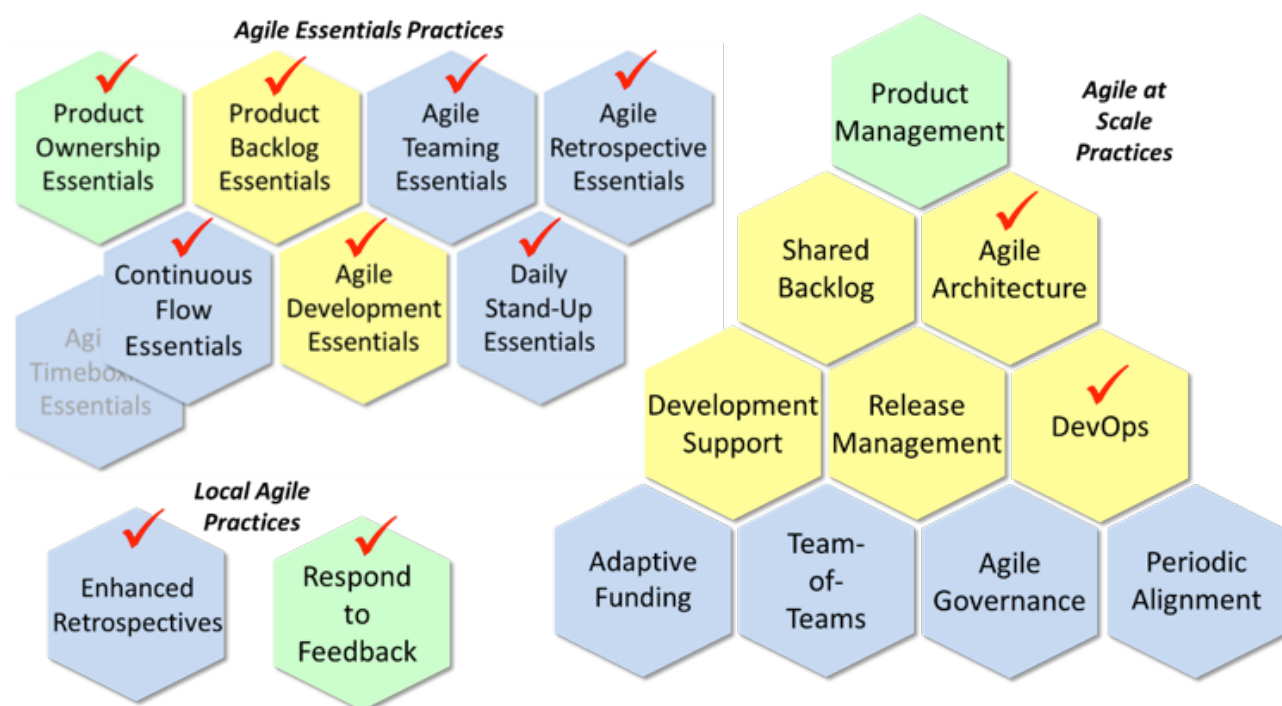 Agile Essentials Practices
Product
Ownership
Essentials
Product
Backlog
Essentials
Agile
Teaming
Essentials
Agile
Retrospective
Essentials
Continuous
Flow
Essentials
Agile
Development
Essentials
Daily
Stand-Up
Essentials
Agi
Timebox
Essentials
Local Agile
Practices
Enhanced
Retrospectives
Respond
to
Feedback
Agile at
Scale
Practices
Product
Management
Shared
Backlog
Agile
Architecture
Development
Support
Release
Management
DevOps
Adaptive
Funding
Team-
of-
Teams
Agile
Governance
Periodic
Alignment